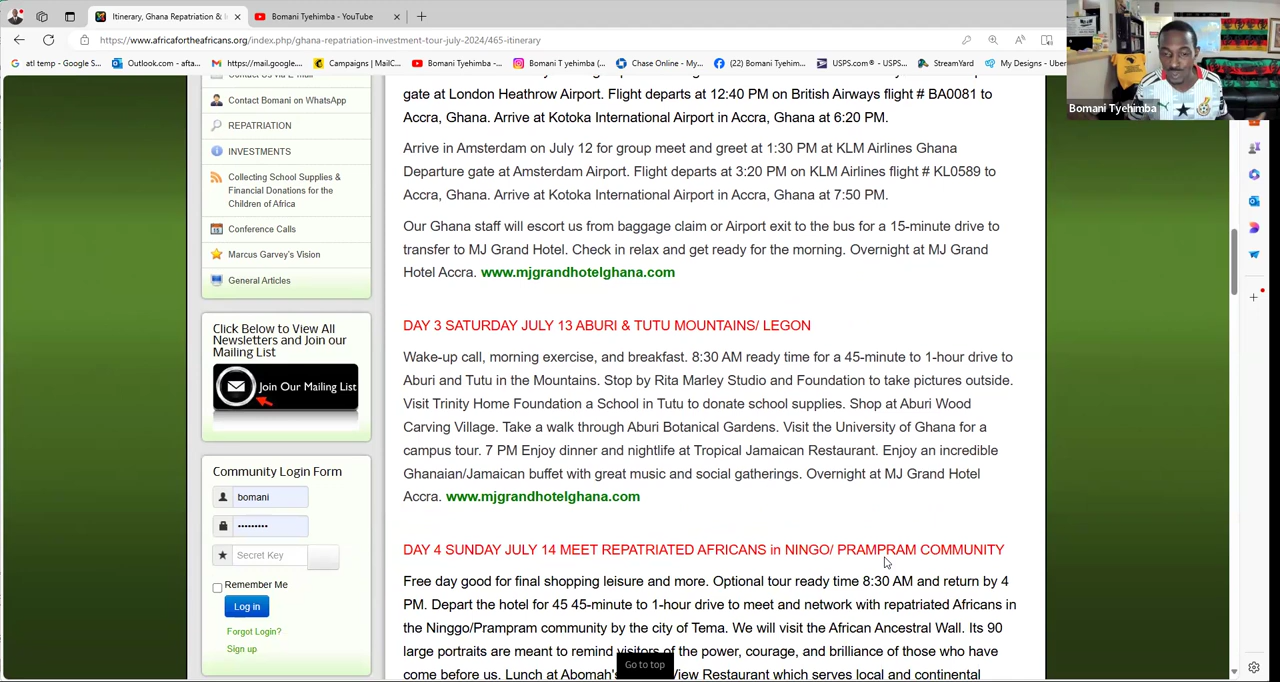 Itinerary, Ghana Repatriation & I
Bomani Tyehimba - YouTube
https://www.africafortheafricans.org/index.php/ghana-repatriation-investment-tour-july-2024/465-itinerary
atl temp - Google S...
Outlook.com - afta...
https://mail.google....
Campaigns | MailC...
Bomani Tyehimba -...
Instagram
Bomani T yehimba (...
Chase Online - My...
(22) Bomani Tyehim...
USPS.com® - USPS...
StreamYard
My Designs - Uber
Bomani Tyehimba
Contact Us via E-mail
Contact Bomani on WhatsApp
REPATRIATION
INVESTMENTS
Collecting School Supplies &
Financial Donations for the
Children of Africa
Conference Calls
Marcus Garvey's Vision
General Articles
Click Below to View All
Newsletters and Join our
Mailing List
Join Our Mailing List
Community Login Form
bomani
•••••••••
Secret Key
Remember Me
Log in
Forgot Login?
Sign up
gate at London Heathrow Airport. Flight departs at 12:40 PM on British Airways flight # BA0081 to
Accra, Ghana. Arrive at Kotoka International Airport in Accra, Ghana at 6:20 PM.
Arrive in Amsterdam on July 12 for group meet and greet at 1:30 PM at KLM Airlines Ghana
Departure gate at Amsterdam Airport. Flight departs at 3:20 PM on KLM Airlines flight # KL0589 to
Accra, Ghana. Arrive at Kotoka International Airport in Accra, Ghana at 7:50 PM.
Our Ghana staff will escort us from baggage claim or Airport exit to the bus for a 15-minute drive to
transfer to MJ Grand Hotel. Check in relax and get ready for the morning. Overnight at MJ Grand
Hotel Accra. www.mjgrandhotelghana.com
DAY 3 SATURDAY JULY 13 ABURI & TUTU MOUNTAINS/ LEGON
Wake-up call, morning exercise, and breakfast. 8:30 AM ready time for a 45-minute to 1-hour drive to
Aburi and Tutu in the Mountains. Stop by Rita Marley Studio and Foundation to take pictures outside.
Visit Trinity Home Foundation a School in Tutu to donate school supplies. Shop at Aburi Wood
Carving Village. Take a walk through Aburi Botanical Gardens. Visit the University of Ghana for a
campus tour. 7 PM Enjoy dinner and nightlife at Tropical Jamaican Restaurant. Enjoy an incredible
Ghanaian/Jamaican buffet with great music and social gatherings. Overnight at MJ Grand Hotel
Accra. www.mjgrandhotelghana.com
DAY 4 SUNDAY JULY 14 MEET REPATRIATED AFRICANS in NINGO/ PRAMPRAM COMMUNITY
Free day good for final shopping leisure and more. Optional tour ready time 8:30 AM and return by 4
PM. Depart the hotel for 45 45-minute to 1-hour drive to meet and network with repatriated Africans in
the Ninggo/Prampram community by the city of Tema. We will visit the African Ancestral Wall. Its 90
large portraits are meant to remind visitors of the power, courage, and brilliance of those who have
come before us. Lunch at Abomah's View Restaurant which serves local and continental
Go to top